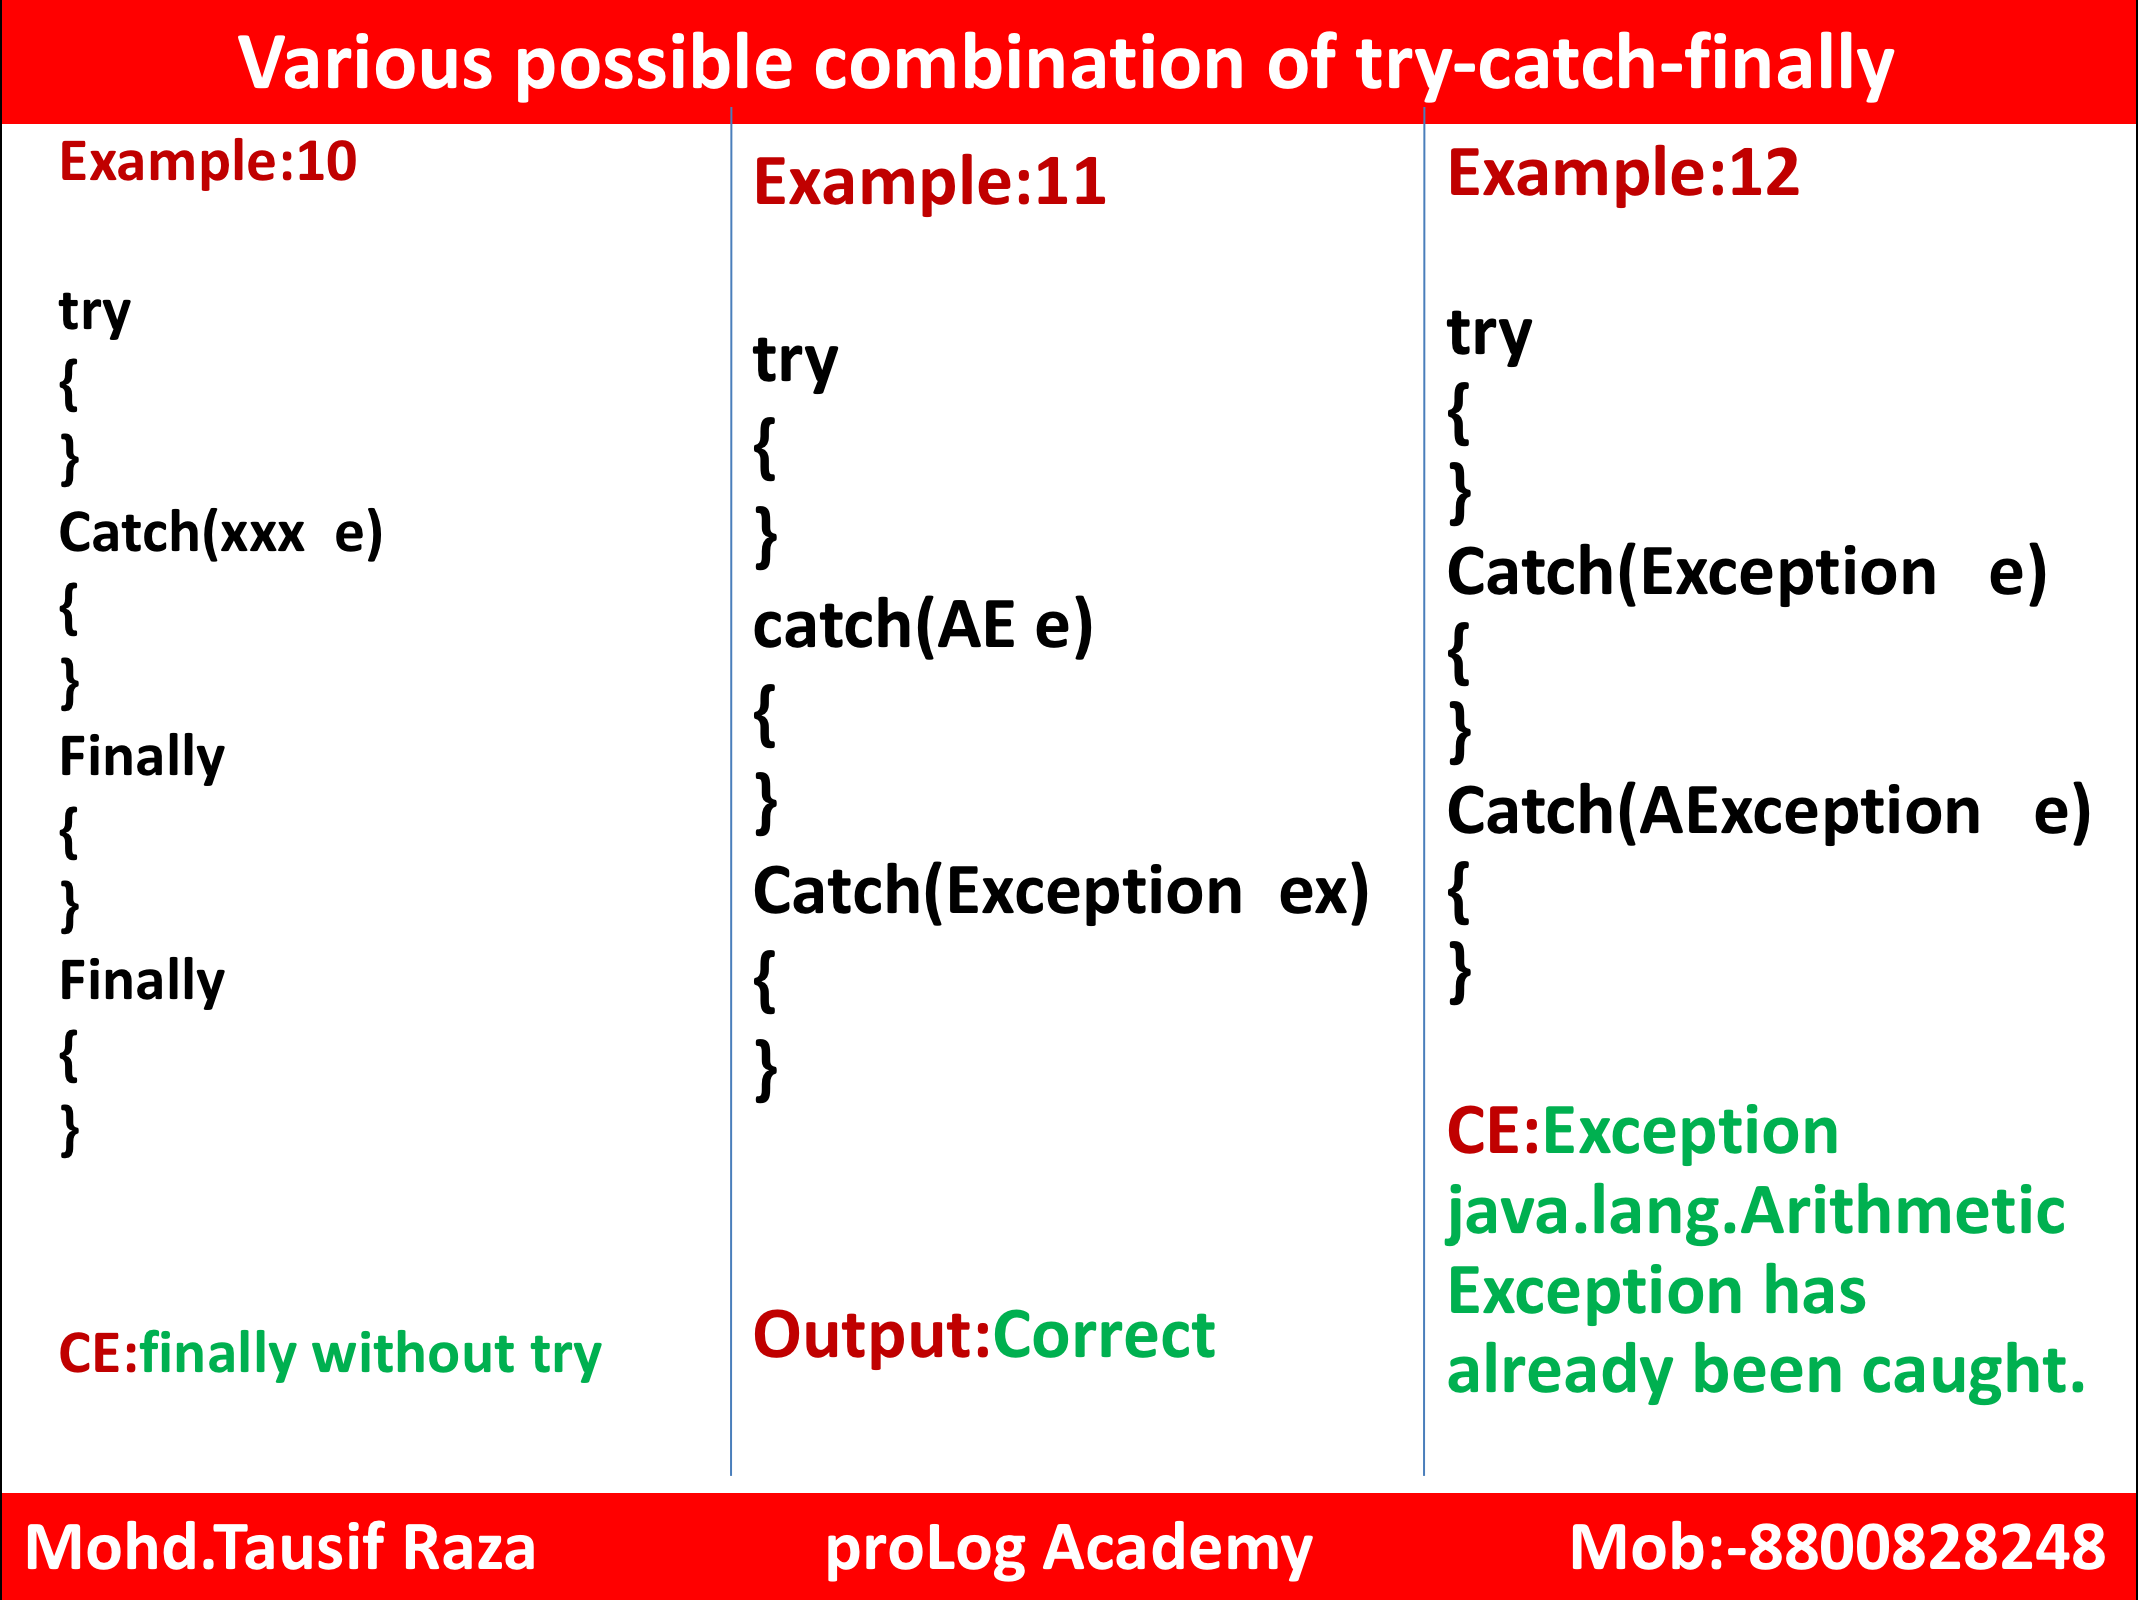 Various possible combination of try-catch-finally
Example:10
try
{
}
Catch(xxx  e)
{
}
Finally
{
}
Finally
{
}
CE:finally without try
Example:11
try
{
}
catch(AE e)
{
}
Catch(Exception  ex)
{
}
Output:Correct
Example:12
try
{
}
Catch(Exception   e)
{
}
Catch(AException   e)
{
}
CE:Exception
java.lang.Arithmetic
Exception has
already been caught.
Mohd.Tausif Raza
proLog Academy
Mob:-8800828248